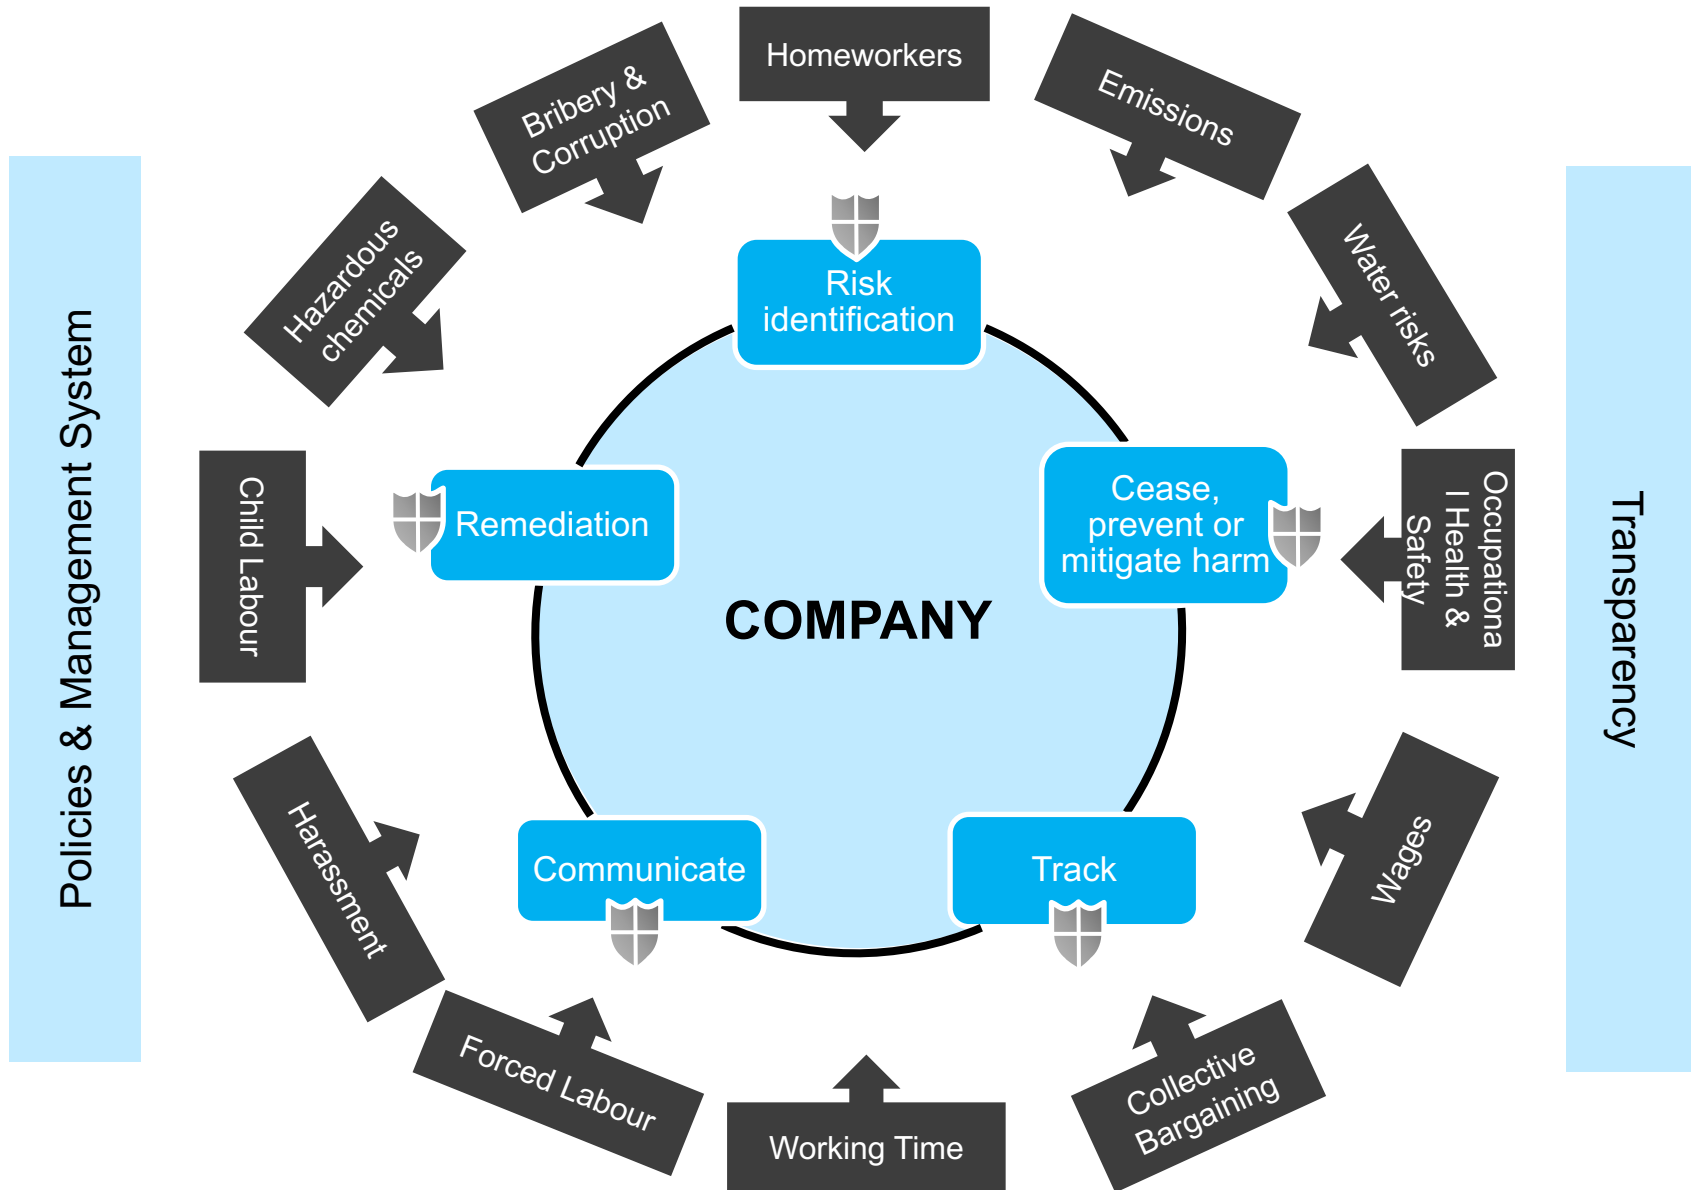 Homeworkers
Emissions
Water risks
Occupationa
l Health &
Safety
Wages
Collective
Bargaining
Working Time
Forced Labour
Harassment
Child Labour
Hazardous
chemicals
Bribery &
Corruption
Policies & Management System
Transparency
Risk
identification
Cease,
prevent or
mitigate harm
Track
Communicate
Remediation
COMPANY